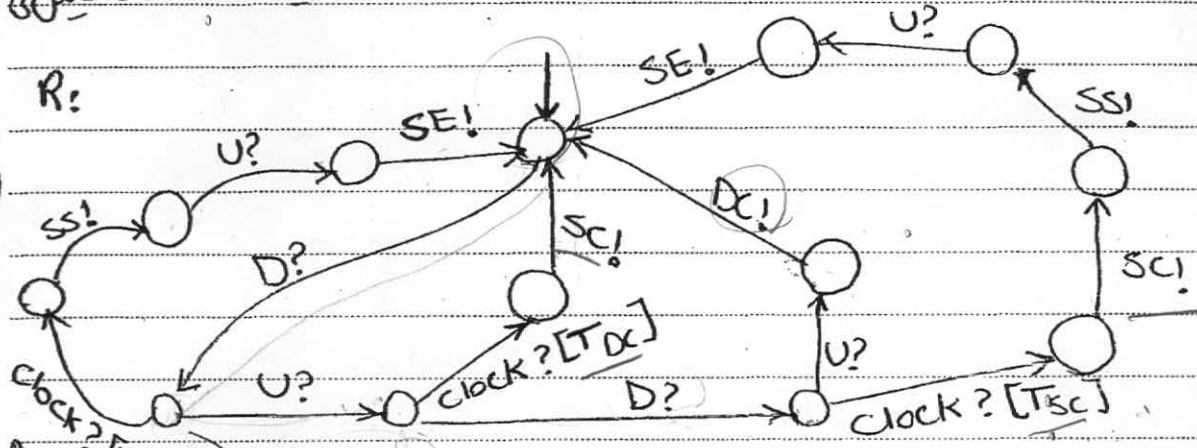 U?
SE!
R:
SS!
SE!
U?
DC!
SS!
SC!
D?
SC!
U?
clock?[TDC]
U?
D?
clock?[TSC]
clock?[